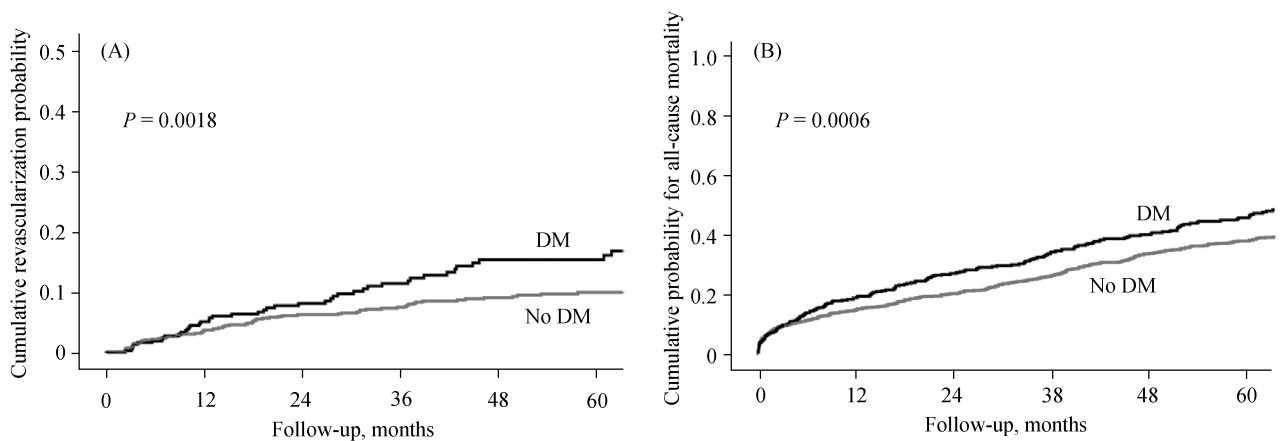 Cumulative revascularization probability
(A)
P = 0.0018
0.5
0.4
0.3
0.2
0.1
0
DM
No DM
0 12 24 36 48 60
Follow-up, months
Cumulative probability for all-cause mortality
(B)
P = 0.0006
1.0
0.8
0.6
0.4
0.2
0
DM
No DM
0 12 24 38 48 60
Follow-up, months